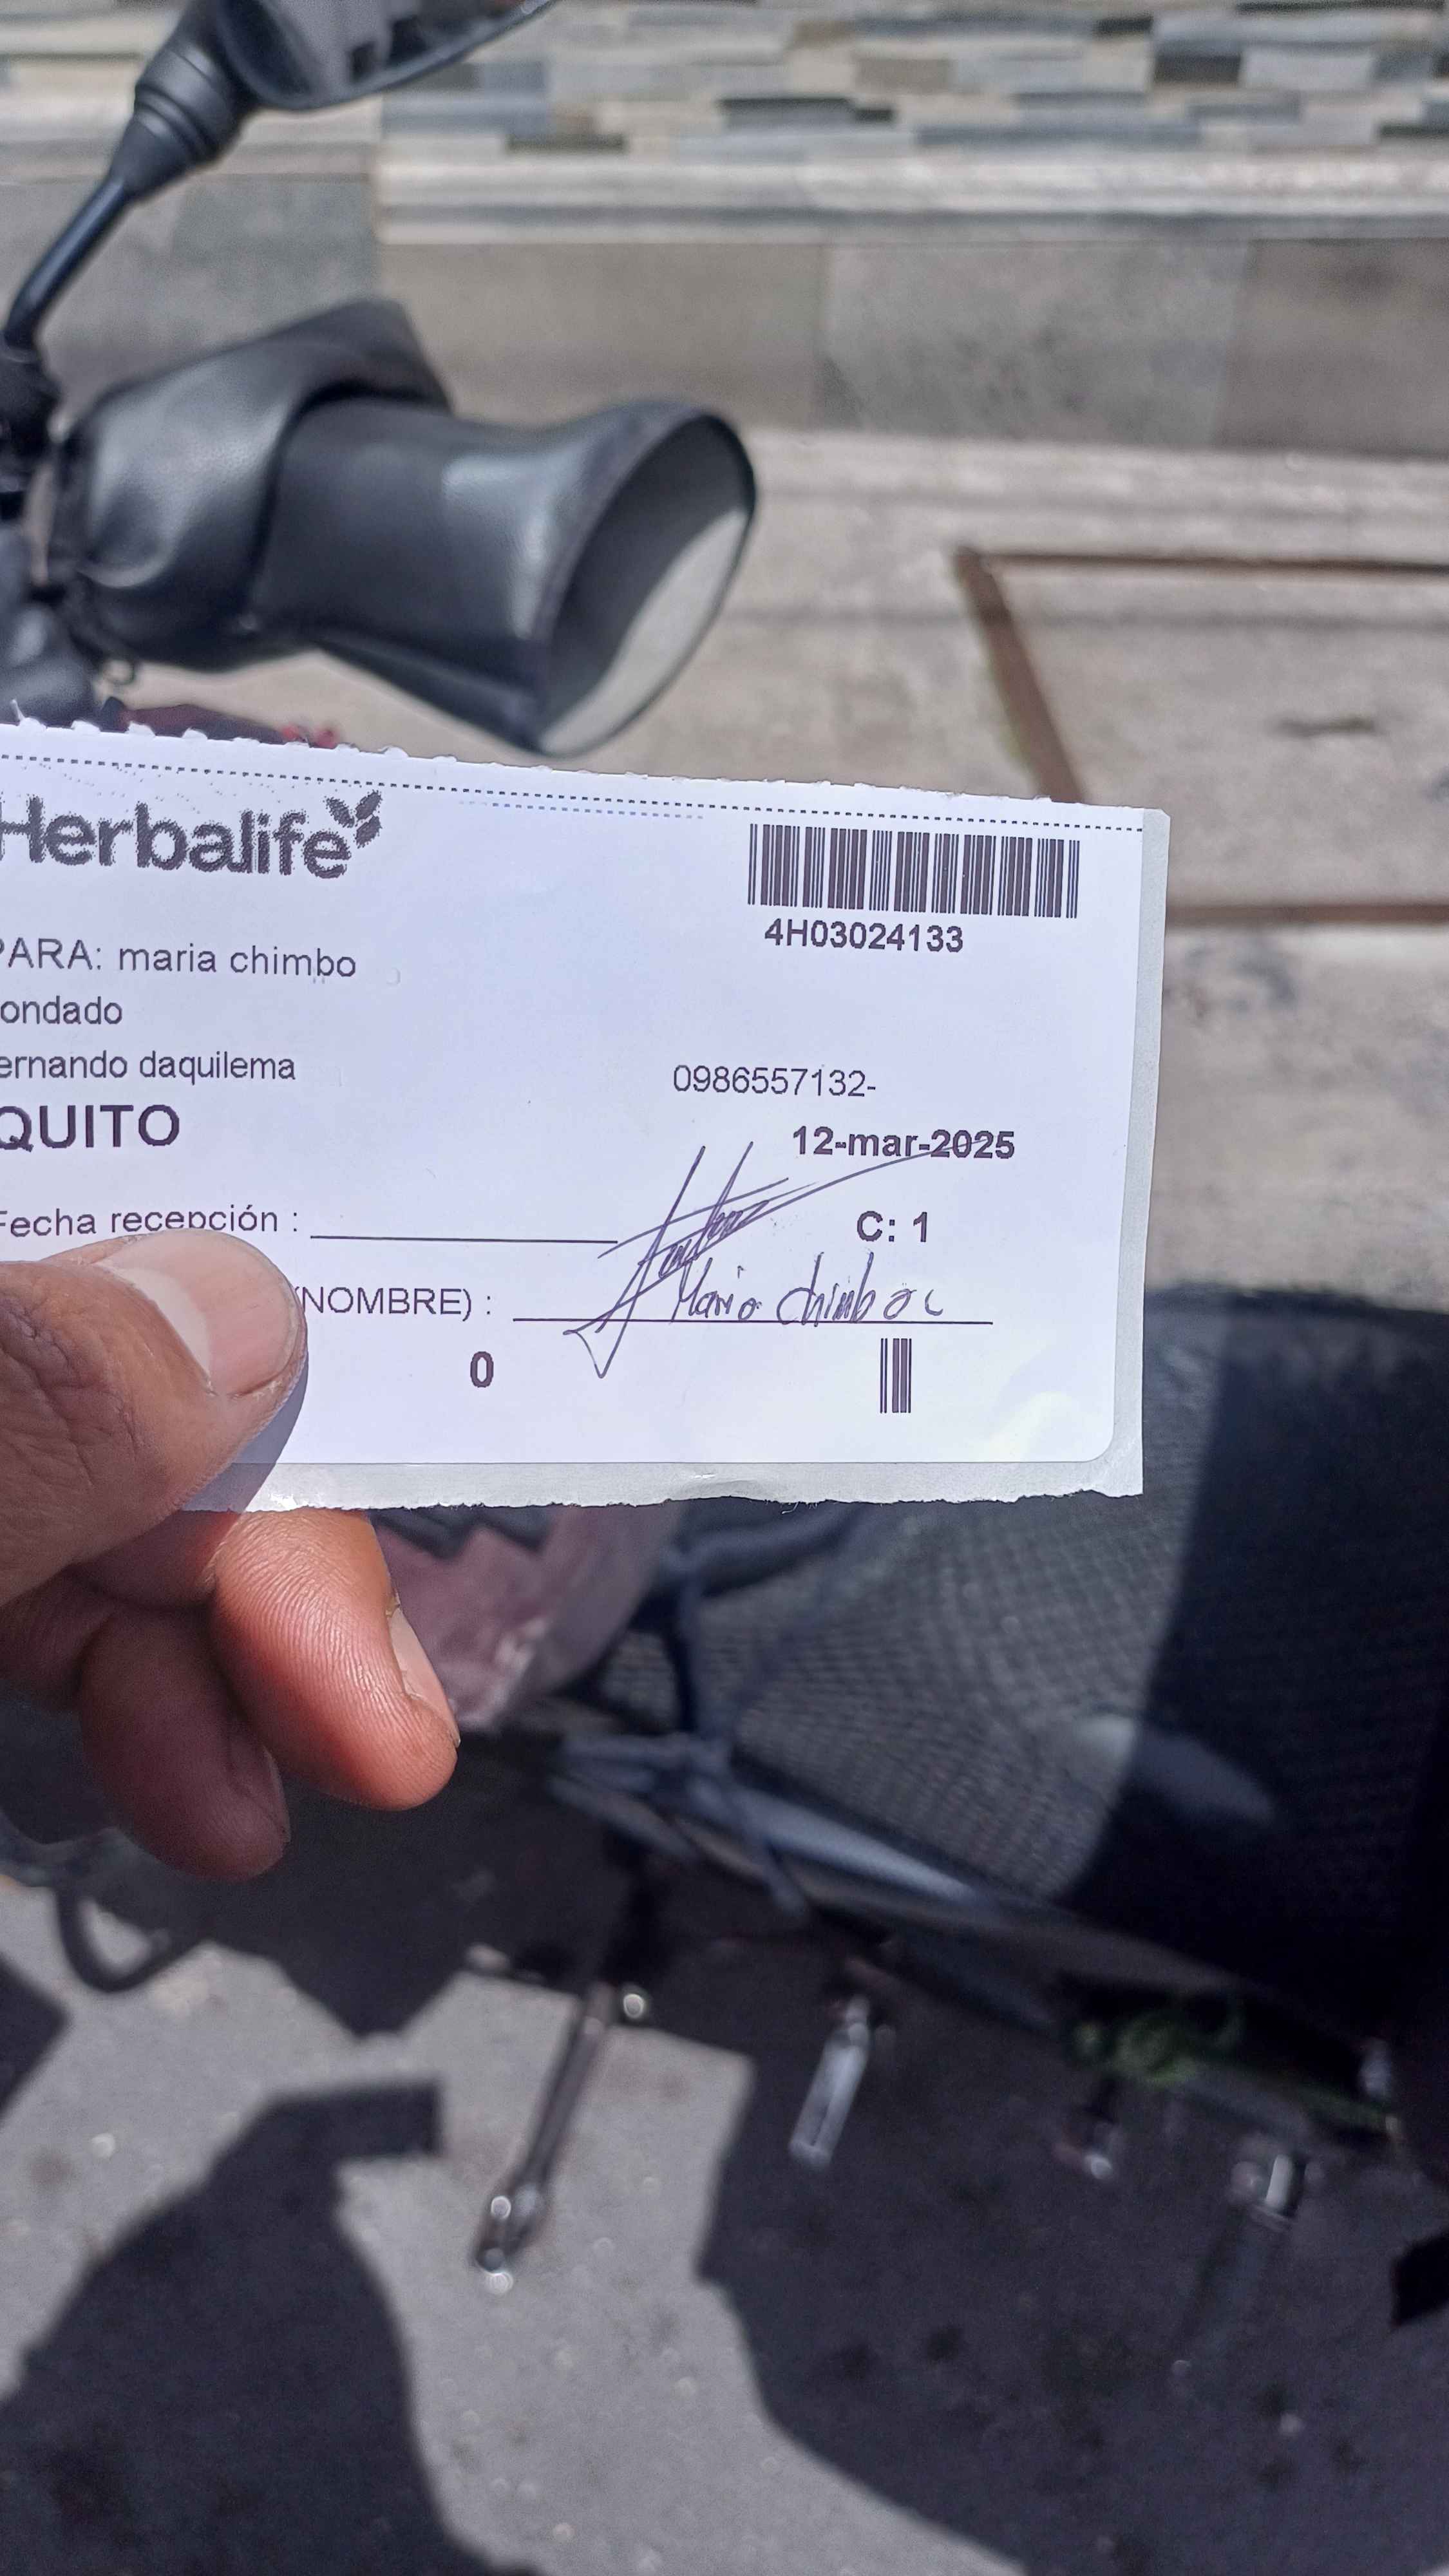 Herbalife
4H03024133
PARA: maria chimbo
ondado
ernando daquilema
0986557132-
QUITO
12-mar-2025
Fecha recepción :
C: 1
(NOMBRE) : Maria Chimbo c
0